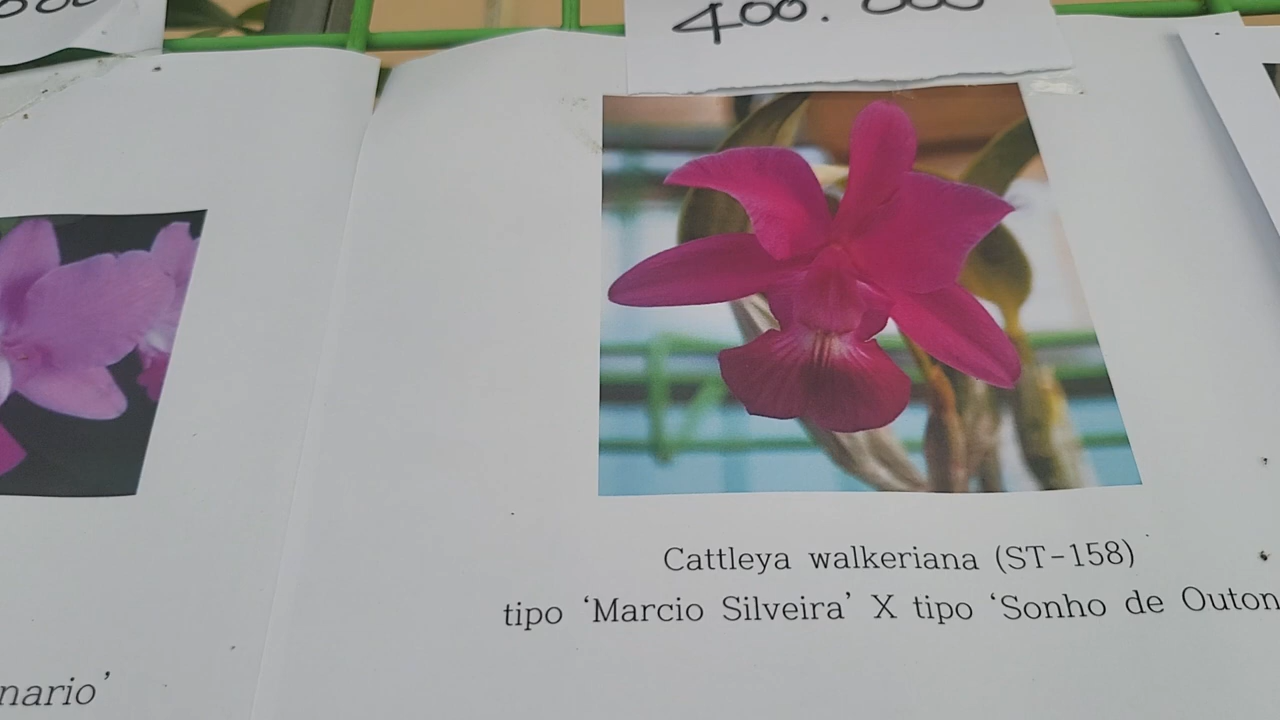 400.000
Cattleya walkeriana (ST-158)
tipo ‘Marcio Silveira’ X tipo ‘Sonho de Outon
nario’